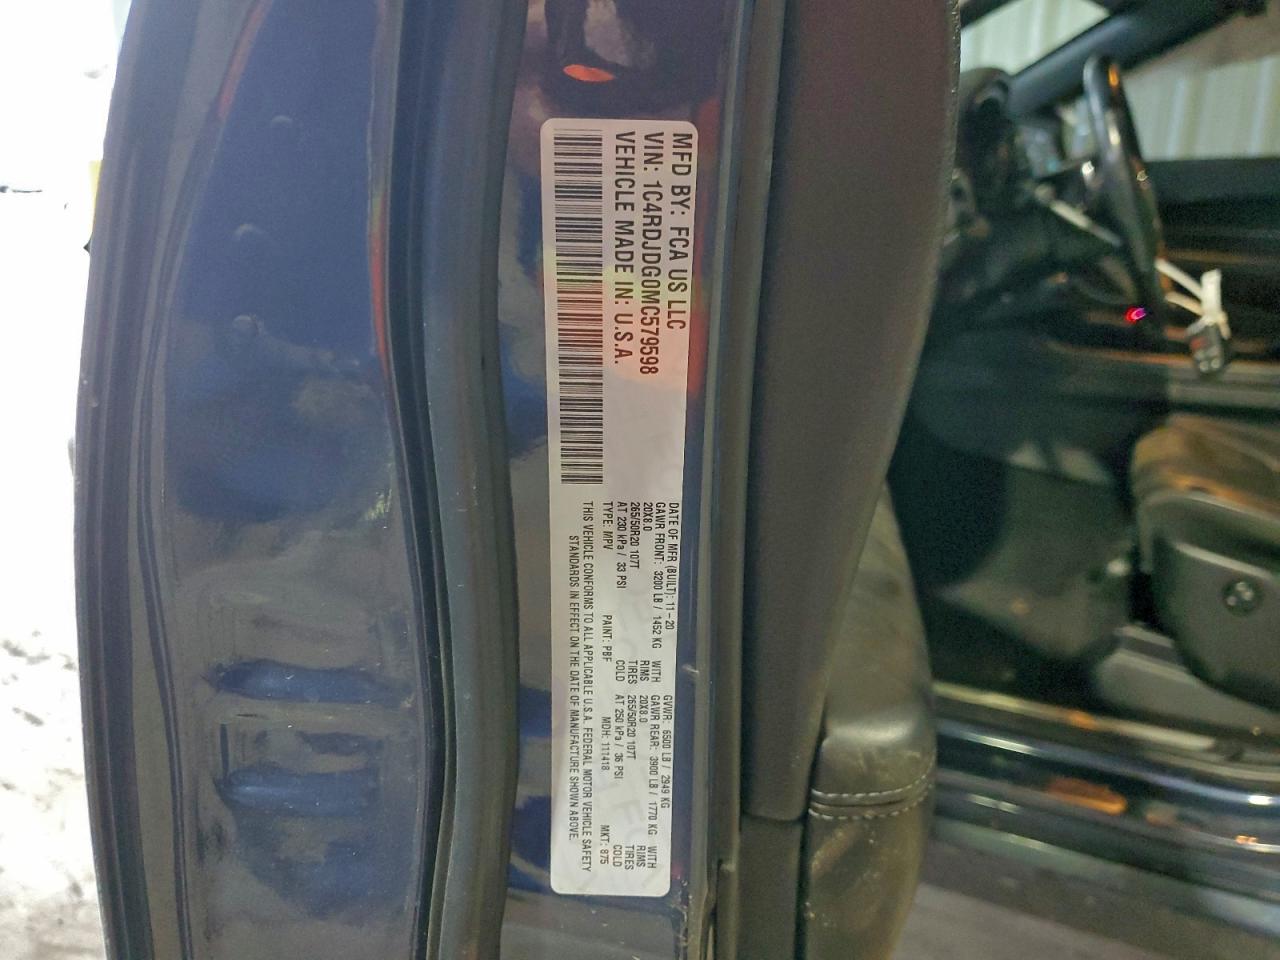 MFD BY: FCA US LLC
VIN: 1C4RDJDG0MC579598
VEHICLE MADE IN: U.S.A.
DATE OF MFR (BUILT): 11-20 GVWR: 6500 LB / 2949 KG
GAWR FRONT: 3200 LB / 1452 KG WITH GAWR REAR: 3900 LB / 1770 KG WITH
20X8.0 RIMS 20X8.0 RIMS
265/50R20 107T TIRES 265/50R20 107T TIRES
AT 230 kPa / 33 PSI COLD AT 250 kPa / 36 PSI COLD
TYPE: MPV PAINT: PBF MDH: 111418 MKT: 875
THIS VEHICLE CONFORMS TO ALL APPLICABLE U.S.A. FEDERAL MOTOR VEHICLE SAFETY
STANDARDS IN EFFECT ON THE DATE OF MANUFACTURE SHOWN ABOVE.